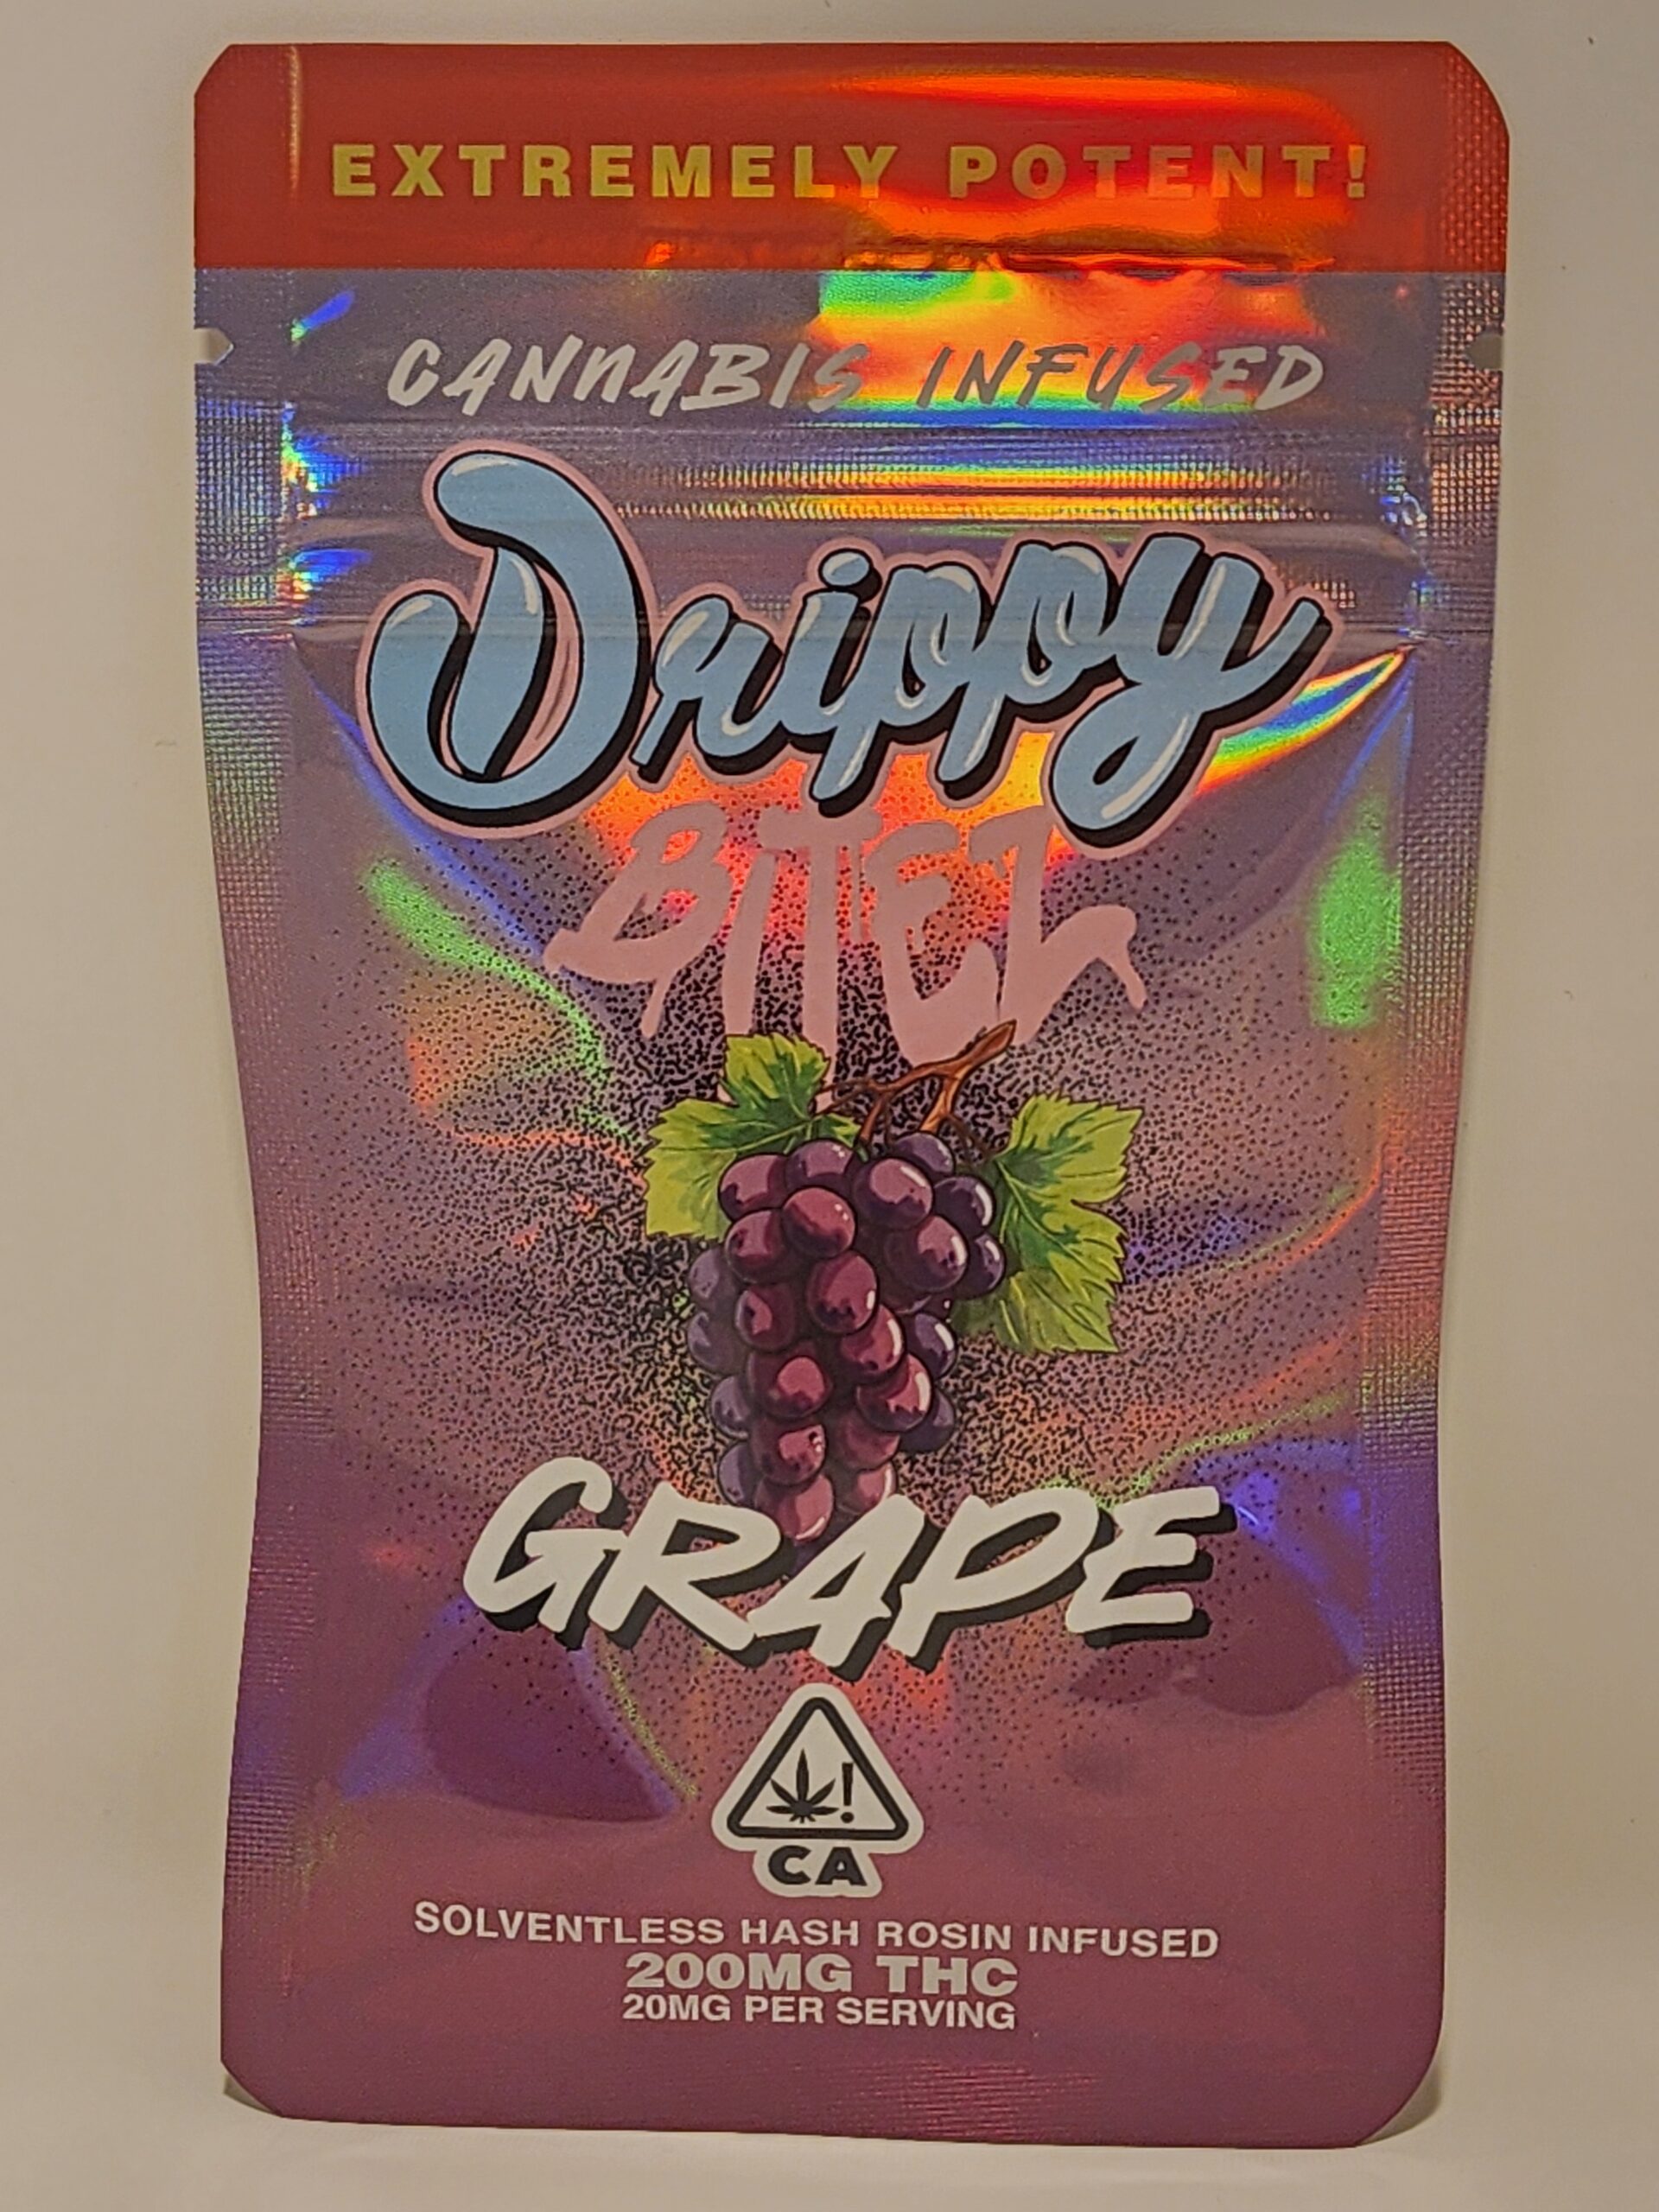 EXTREMELY POTENT!
CANNABIS INFUSED
Drippy
BITEZ
GRAPE
!
CA
SOLVENTLESS HASH ROSIN INFUSED
200MG THC
20MG PER SERVING